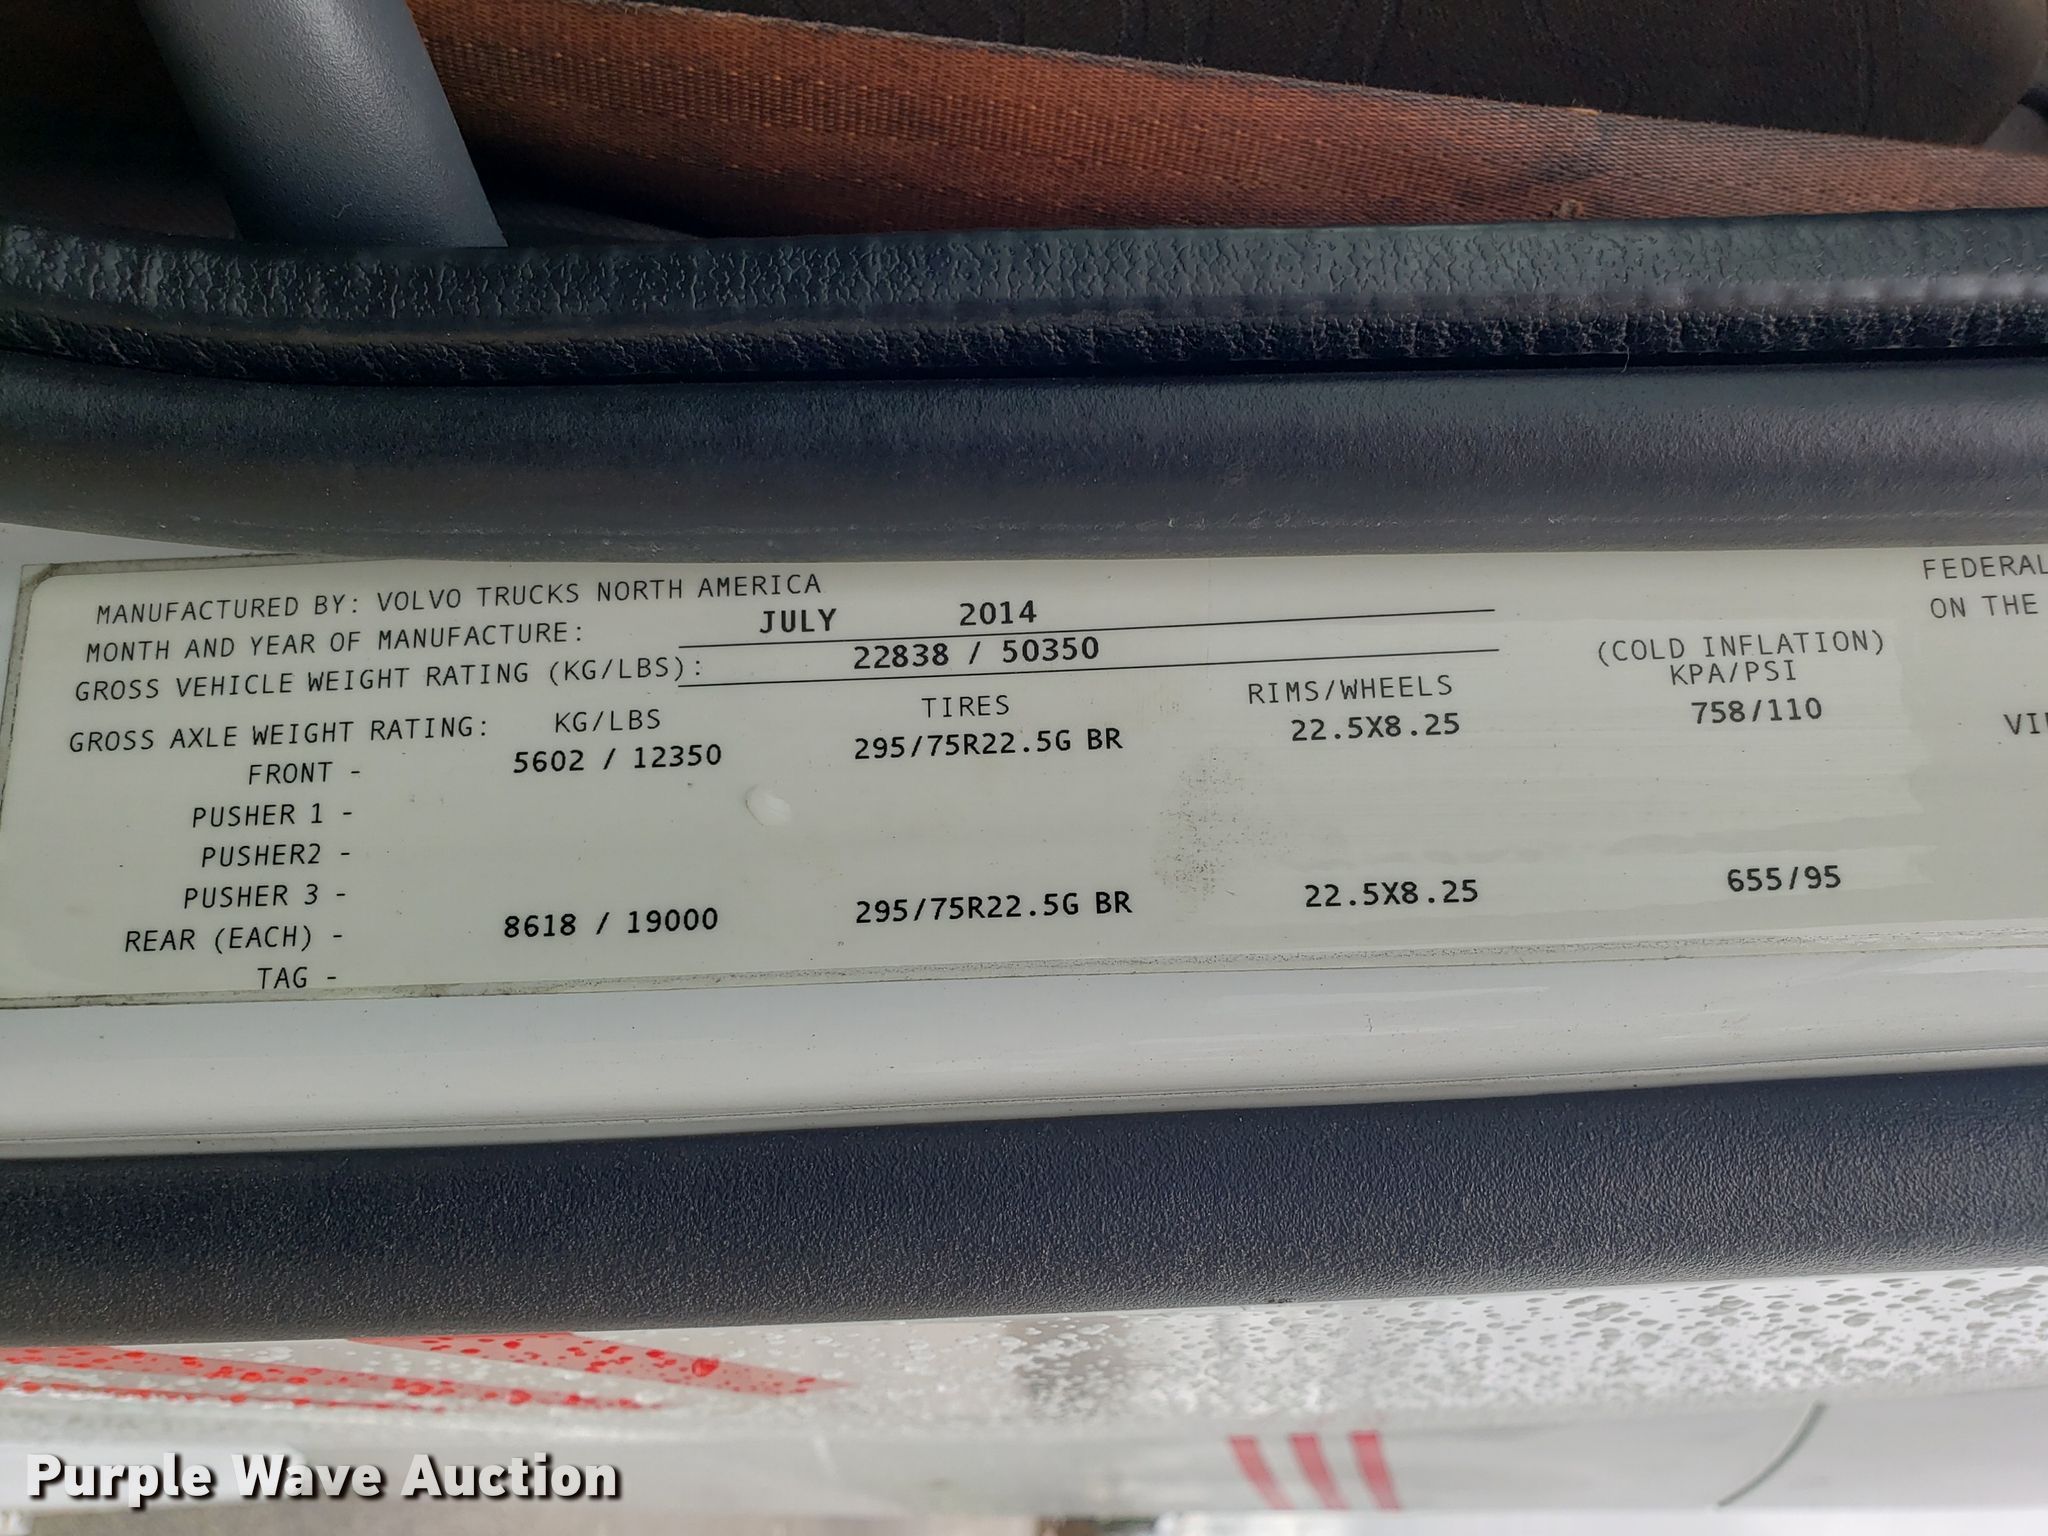 MANUFACTURED BY: VOLVO TRUCKS NORTH AMERICA
MONTH AND YEAR OF MANUFACTURE: JULY 2014
GROSS VEHICLE WEIGHT RATING (KG/LBS): 22838 / 50350
GROSS AXLE WEIGHT RATING: KG/LBS TIRES RIMS/WHEELS (COLD INFLATION) KPA/PSI
FRONT - 5602 / 12350 295/75R22.5G BR 22.5X8.25 758/110
PUSHER 1 -
PUSHER2 -
PUSHER 3 -
REAR (EACH) - 8618 / 19000 295/75R22.5G BR 22.5X8.25 655/95
TAG -
FEDERAL
ON THE
Purple Wave Auction